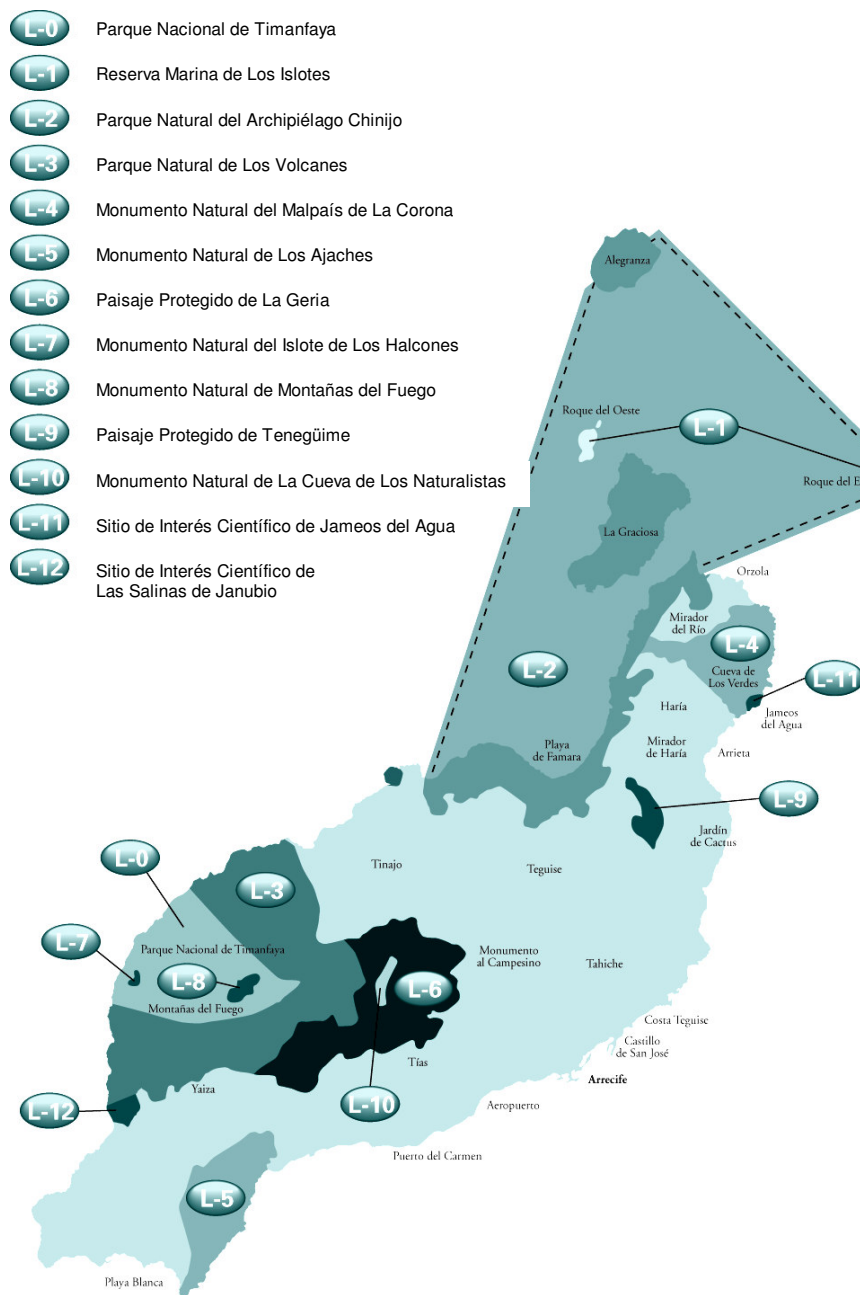 L-0 Parque Nacional de Timanfaya
L-1 Reserva Marina de Los Islotes
L-2 Parque Natural del Archipiélago Chinijo
L-3 Parque Natural de Los Volcanes
L-4 Monumento Natural del Malpaís de La Corona
L-5 Monumento Natural de Los Ajaches
L-6 Paisaje Protegido de La Geria
L-7 Monumento Natural del Islote de Los Halcones
L-8 Monumento Natural de Montañas del Fuego
L-9 Paisaje Protegido de Tenegüime
L-10 Monumento Natural de La Cueva de Los Naturalistas
L-11 Sitio de Interés Científico de Jameos del Agua
L-12 Sitio de Interés Científico de
Las Salinas de Janubio
Alegranza
Roque del Oeste
L-1
Roque del E
La Graciosa
Orzola
Mirador
del Río
L-4
L-2
Cueva de
Los Verdes
L-11
Haría
Jameos
del Agua
Mirador
de Haría
Playa
de Famara
Arrieta
L-9
Jardín
de Cactus
L-0
Tinajo
Teguise
L-3
L-7
Parque Nacional de Timanfaya
Monumento
al Campesino
Tahiche
L-8
L-6
Montañas del Fuego
Costa Teguise
Castillo
de San José
Tías
Arrecife
Yaiza
L-12
L-10
Aeropuerto
Puerto del Carmen
L-5
Playa Blanca